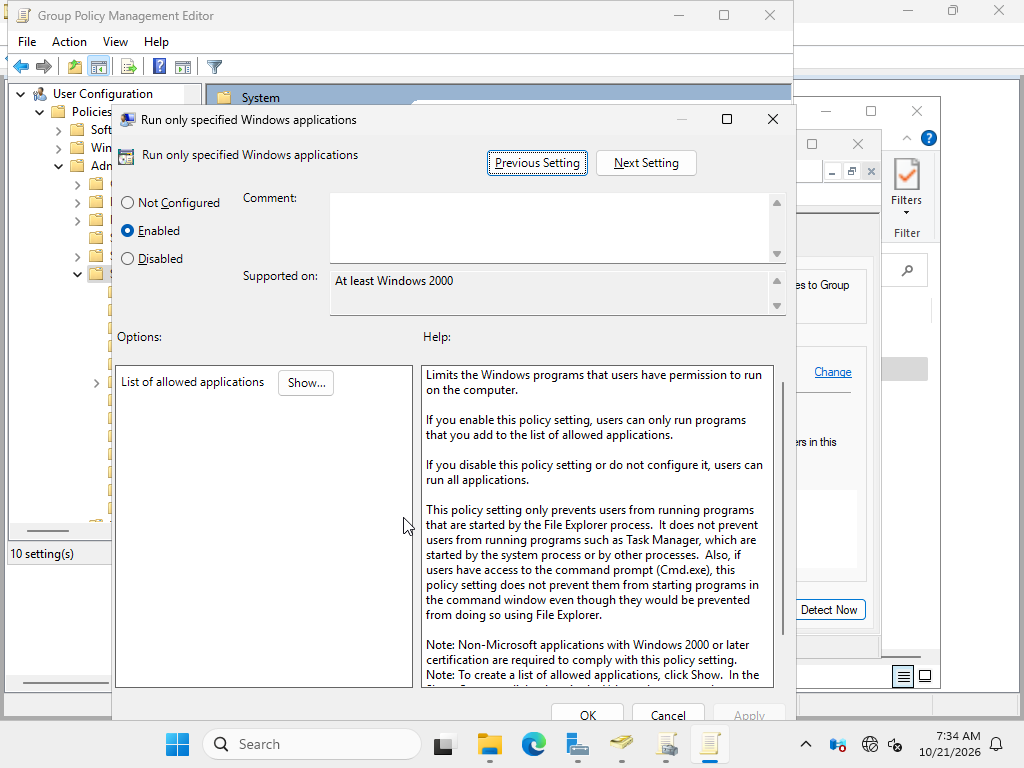 Group Policy Management Editor
File Action View Help
User Configuration
Policies
Soft
Win
Adn
System
10 setting(s)
Run only specified Windows applications
Run only specified Windows applications
Previous Setting
Next Setting
Not Configured
Enabled
Disabled
Comment:
Supported on:
At least Windows 2000
Options:
Help:
List of allowed applications
Show...
Limits the Windows programs that users have permission to run
on the computer.
If you enable this policy setting, users can only run programs
that you add to the list of allowed applications.
If you disable this policy setting or do not configure it, users can
run all applications.
This policy setting only prevents users from running programs
that are started by the File Explorer process.  It does not prevent
users from running programs such as Task Manager, which are
started by the system process or by other processes.  Also, if
users have access to the command prompt (Cmd.exe), this
policy setting does not prevent them from starting programs in
the command window even though they would be prevented
from doing so using File Explorer.
Note: Non-Microsoft applications with Windows 2000 or later
certification are required to comply with this policy setting.
Note: To create a list of allowed applications, click Show.  In the
OK
Cancel
Apply
Filters
Filter
es to Group
Change
ers in this
Detect Now
Search
7:34 AM
10/21/2026